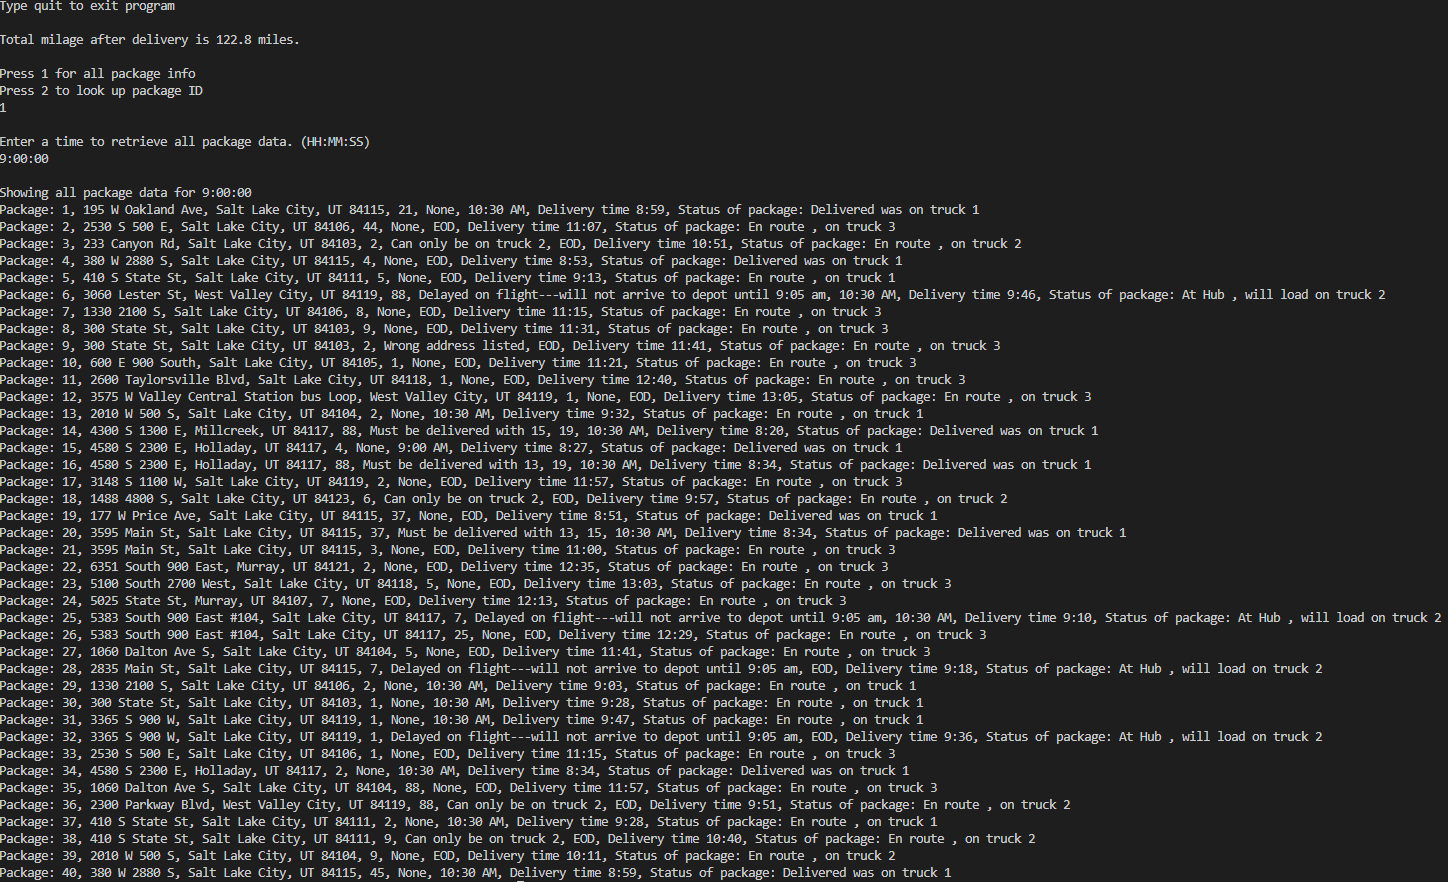 Type quit to exit program
Total milage after delivery is 122.8 miles.
Press 1 for all package info
Press 2 to look up package ID
1
Enter a time to retrieve all package data. (HH:MM:SS)
9:00:00
Showing all package data for 9:00:00
Package: 1, 195 W Oakland Ave, Salt Lake City, UT 84115, 21, None, 10:30 AM, Delivery time 8:59, Status of package: Delivered was on truck 1
Package: 2, 2530 S 500 E, Salt Lake City, UT 84106, 44, None, EOD, Delivery time 11:07, Status of package: En route , on truck 3
Package: 3, 233 Canyon Rd, Salt Lake City, UT 84103, 2, Can only be on truck 2, EOD, Delivery time 10:51, Status of package: En route , on truck 2
Package: 4, 380 W 2880 S, Salt Lake City, UT 84115, 4, None, EOD, Delivery time 8:53, Status of package: Delivered was on truck 1
Package: 5, 410 S State St, Salt Lake City, UT 84111, 5, None, EOD, Delivery time 9:13, Status of package: En route , on truck 1
Package: 6, 3060 Lester St, West Valley City, UT 84119, 88, Delayed on flight---will not arrive to depot until 9:05 am, 10:30 AM, Delivery time 9:46, Status of package: At Hub , will load on truck 2
Package: 7, 1330 2100 S, Salt Lake City, UT 84106, 8, None, EOD, Delivery time 11:15, Status of package: En route , on truck 3
Package: 8, 300 State St, Salt Lake City, UT 84103, 9, None, EOD, Delivery time 11:31, Status of package: En route , on truck 3
Package: 9, 300 State St, Salt Lake City, UT 84103, 2, Wrong address listed, EOD, Delivery time 11:41, Status of package: En route , on truck 3
Package: 10, 600 E 900 South, Salt Lake City, UT 84105, 1, None, EOD, Delivery time 11:21, Status of package: En route , on truck 3
Package: 11, 2600 Taylorsville Blvd, Salt Lake City, UT 84118, 1, None, EOD, Delivery time 12:40, Status of package: En route , on truck 3
Package: 12, 3575 W Valley Central Station bus Loop, West Valley City, UT 84119, 1, None, EOD, Delivery time 13:05, Status of package: En route , on truck 3
Package: 13, 2010 W 500 S, Salt Lake City, UT 84104, 2, None, 10:30 AM, Delivery time 9:32, Status of package: En route , on truck 1
Package: 14, 4300 S 1300 E, Millcreek, UT 84117, 88, Must be delivered with 15, 19, 10:30 AM, Delivery time 8:20, Status of package: Delivered was on truck 1
Package: 15, 4580 S 2300 E, Holladay, UT 84117, 4, None, 9:00 AM, Delivery time 8:27, Status of package: Delivered was on truck 1
Package: 16, 4580 S 2300 E, Holladay, UT 84117, 88, Must be delivered with 13, 19, 10:30 AM, Delivery time 8:34, Status of package: Delivered was on truck 1
Package: 17, 3148 S 1100 W, Salt Lake City, UT 84119, 2, None, EOD, Delivery time 11:57, Status of package: En route , on truck 3
Package: 18, 1488 4800 S, Salt Lake City, UT 84123, 6, Can only be on truck 2, EOD, Delivery time 9:57, Status of package: En route , on truck 2
Package: 19, 177 W Price Ave, Salt Lake City, UT 84115, 37, None, EOD, Delivery time 8:51, Status of package: Delivered was on truck 1
Package: 20, 3595 Main St, Salt Lake City, UT 84115, 37, Must be delivered with 13, 15, 10:30 AM, Delivery time 8:34, Status of package: Delivered was on truck 1
Package: 21, 3595 Main St, Salt Lake City, UT 84115, 3, None, EOD, Delivery time 11:00, Status of package: En route , on truck 3
Package: 22, 6351 South 900 East, Murray, UT 84121, 2, None, EOD, Delivery time 12:35, Status of package: En route , on truck 3
Package: 23, 5100 South 2700 West, Salt Lake City, UT 84118, 5, None, EOD, Delivery time 13:03, Status of package: En route , on truck 3
Package: 24, 5025 State St, Murray, UT 84107, 7, None, EOD, Delivery time 12:13, Status of package: En route , on truck 3
Package: 25, 5383 South 900 East #104, Salt Lake City, UT 84117, 7, Delayed on flight---will not arrive to depot until 9:05 am, 10:30 AM, Delivery time 9:10, Status of package: At Hub , will load on truck 2
Package: 26, 5383 South 900 East #104, Salt Lake City, UT 84117, 25, None, EOD, Delivery time 12:29, Status of package: En route , on truck 3
Package: 27, 1060 Dalton Ave S, Salt Lake City, UT 84104, 5, None, EOD, Delivery time 11:41, Status of package: En route , on truck 3
Package: 28, 2835 Main St, Salt Lake City, UT 84115, 7, Delayed on flight---will not arrive to depot until 9:05 am, EOD, Delivery time 9:18, Status of package: At Hub , will load on truck 2
Package: 29, 1330 2100 S, Salt Lake City, UT 84106, 2, None, 10:30 AM, Delivery time 9:03, Status of package: En route , on truck 1
Package: 30, 300 State St, Salt Lake City, UT 84103, 1, None, 10:30 AM, Delivery time 9:28, Status of package: En route , on truck 1
Package: 31, 3365 S 900 W, Salt Lake City, UT 84119, 1, None, 10:30 AM, Delivery time 9:47, Status of package: En route , on truck 1
Package: 32, 3365 S 900 W, Salt Lake City, UT 84119, 1, Delayed on flight---will not arrive to depot until 9:05 am, EOD, Delivery time 9:36, Status of package: At Hub , will load on truck 2
Package: 33, 2530 S 500 E, Salt Lake City, UT 84106, 1, None, EOD, Delivery time 11:15, Status of package: En route , on truck 3
Package: 34, 4580 S 2300 E, Holladay, UT 84117, 2, None, 10:30 AM, Delivery time 8:34, Status of package: Delivered was on truck 1
Package: 35, 1060 Dalton Ave S, Salt Lake City, UT 84104, 88, None, EOD, Delivery time 11:57, Status of package: En route , on truck 3
Package: 36, 2300 Parkway Blvd, West Valley City, UT 84119, 88, Can only be on truck 2, EOD, Delivery time 9:51, Status of package: En route , on truck 2
Package: 37, 410 S State St, Salt Lake City, UT 84111, 2, None, 10:30 AM, Delivery time 9:28, Status of package: En route , on truck 1
Package: 38, 410 S State St, Salt Lake City, UT 84111, 9, Can only be on truck 2, EOD, Delivery time 10:40, Status of package: En route , on truck 2
Package: 39, 2010 W 500 S, Salt Lake City, UT 84104, 9, None, EOD, Delivery time 10:11, Status of package: En route , on truck 2
Package: 40, 380 W 2880 S, Salt Lake City, UT 84115, 45, None, 10:30 AM, Delivery time 8:59, Status of package: Delivered was on truck 1